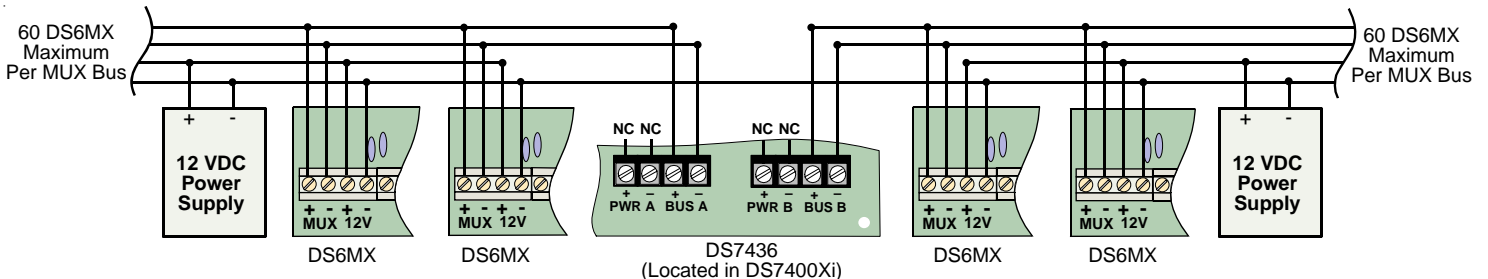 60 DS6MX
Maximum
Per MUX Bus
60 DS6MX
Maximum
Per MUX Bus
+ -
12 VDC
Power
Supply
+ - + -
MUX 12V
DS6MX
+ - + -
MUX 12V
DS6MX
NC NC
+ − + −
PWR A BUS A
NC NC
+ − + −
PWR B BUS B
DS7436
(Located in DS7400Xi)
+ - + -
MUX 12V
DS6MX
+ - + -
MUX 12V
DS6MX
+ -
12 VDC
Power
Supply